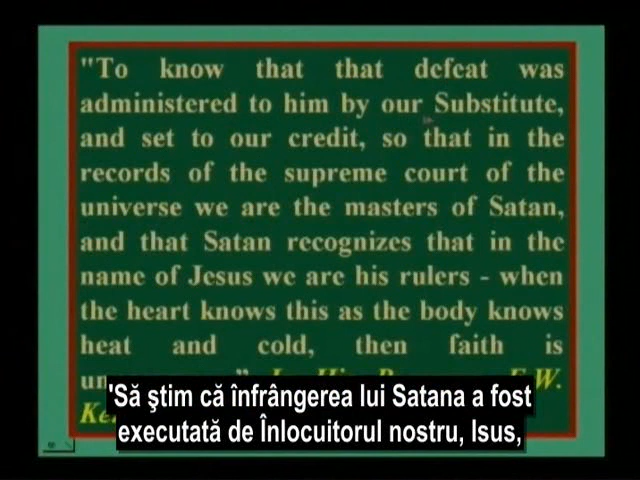 "To know that that defeat was
administered to him by our Substitute,
and set to our credit, so that in the
records of the supreme court of the
universe we are the masters of Satan,
and that Satan recognizes that in the
name of Jesus we are his rulers - when
the heart knows this as the body knows
heat and cold, then faith is
W.
'Să ştim că înfrângerea lui Satana a fost
executată de Înlocuitorul nostru, Isus,